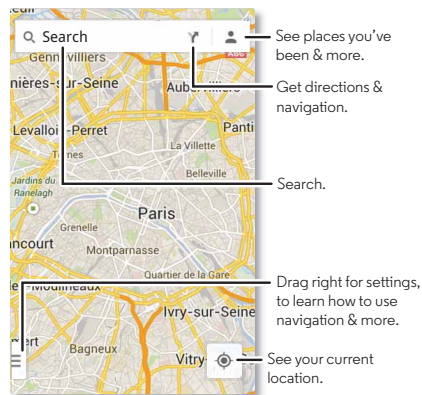 Search
See places you've
been & more.
Gennevilliers
A86
Get directions &
navigation.
nières-sur-Seine
Aubervilliers
Levallois-Perret
Panti
La Villette
Ternes
Belleville
Search.
Jardins du
Ranelagh
Paris
Grenelle
ncourt
Montparnasse
Quartier de la Gare
Drag right for settings,
to learn how to use
navigation & more.
Ivry-sur-Seine
Bagneux
Vitry
See your current
location.